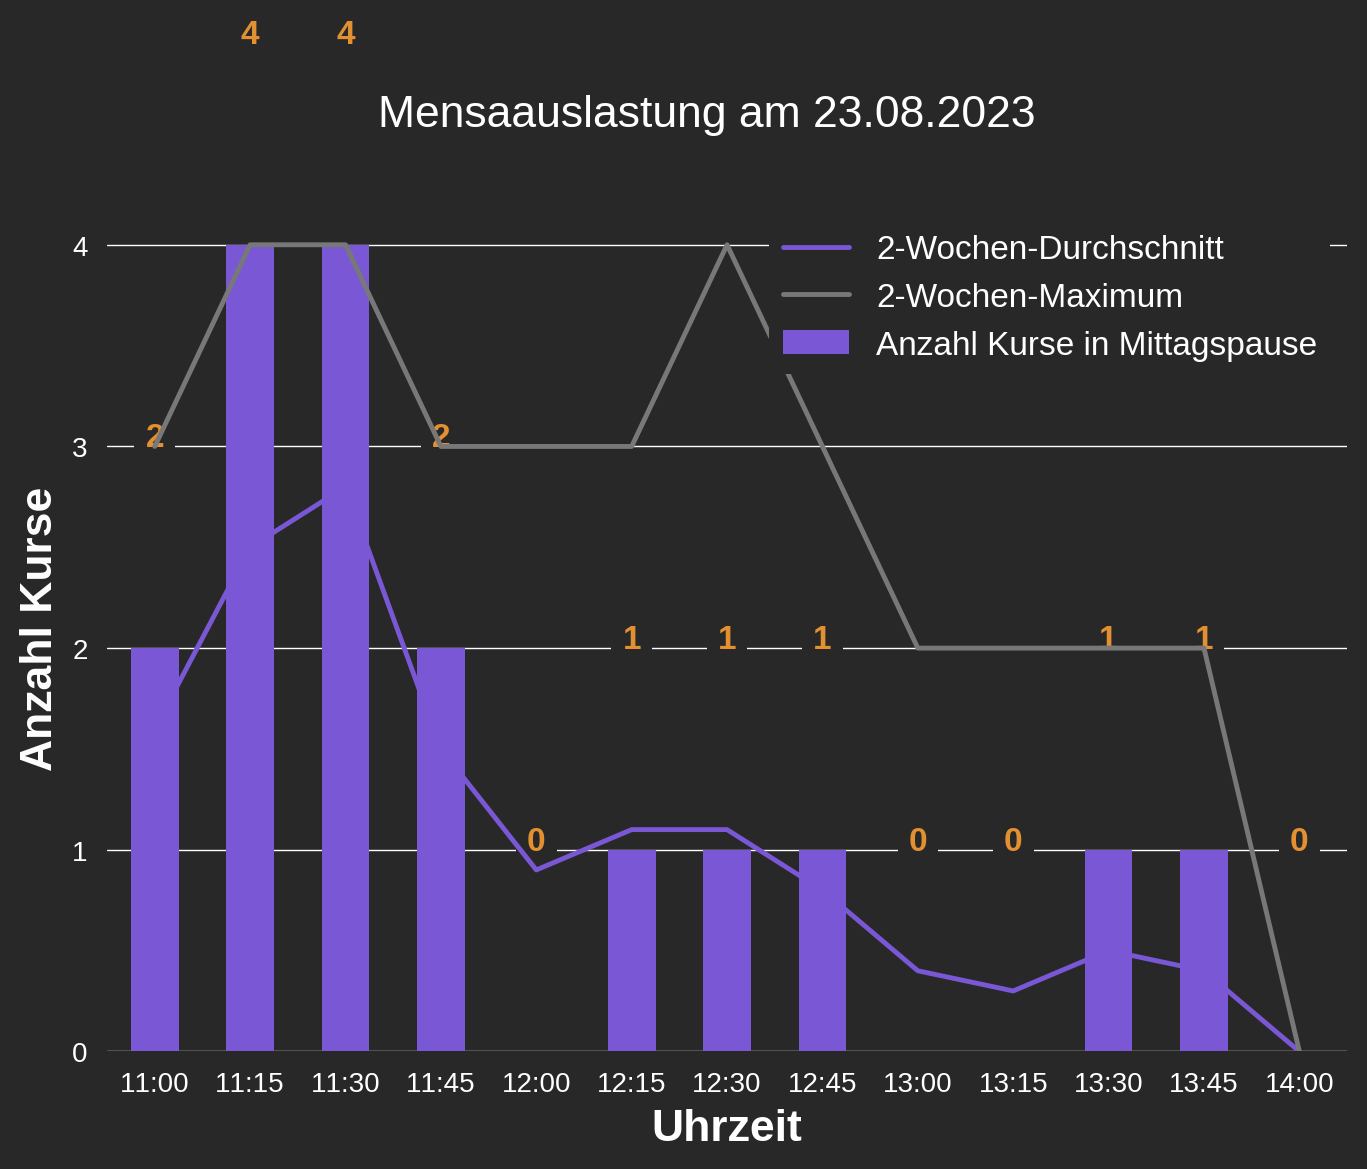 4 4
Mensaauslastung am 23.08.2023
4
2-Wochen-Durchschnitt
2-Wochen-Maximum
Anzahl Kurse in Mittagspause
2 2
3
Anzahl Kurse
1 1 1 1 1
2
0 0 0 0
1
0
11:00 11:15 11:30 11:45 12:00 12:15 12:30 12:45 13:00 13:15 13:30 13:45 14:00
Uhrzeit